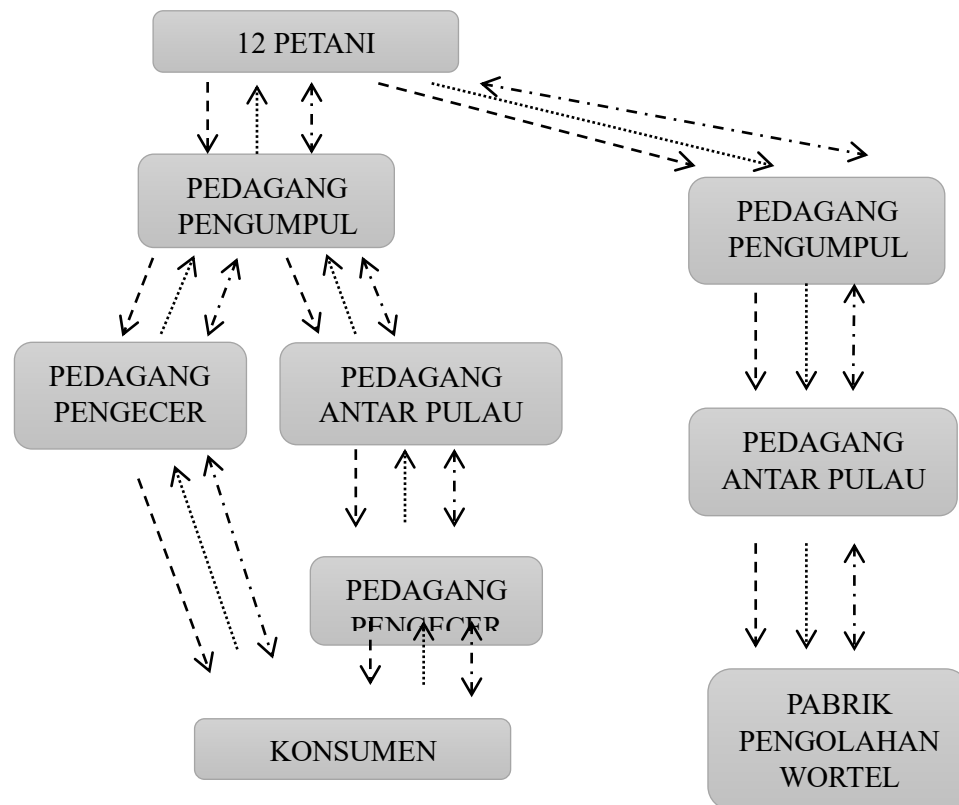 12 PETANI
PEDAGANG
PENGUMPUL
PEDAGANG
PENGUMPUL
PEDAGANG
PENGECER
PEDAGANG
ANTAR PULAU
PEDAGANG
ANTAR PULAU
PEDAGANG
PENGECER
KONSUMEN
PABRIK
PENGOLAHAN
WORTEL